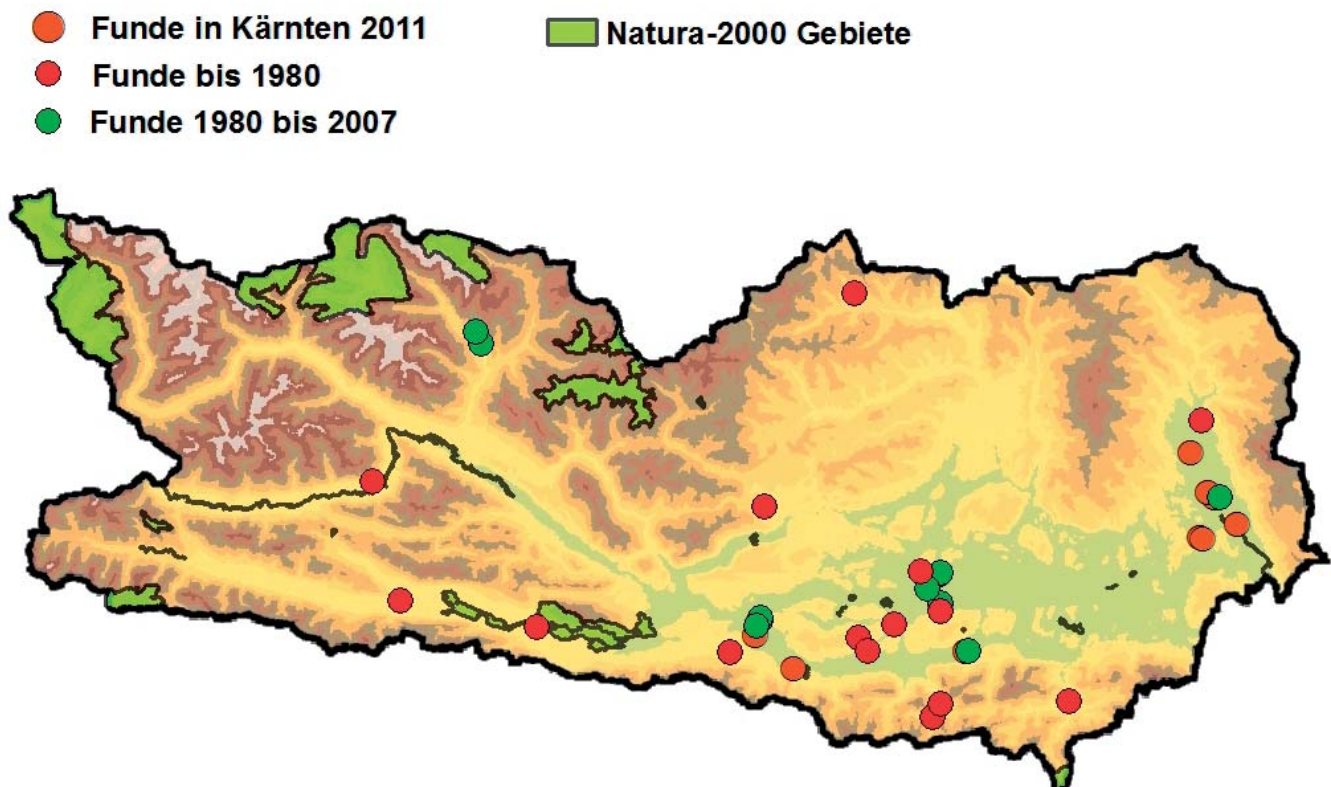 Funde in Kärnten 2011
Natura-2000 Gebiete
Funde bis 1980
Funde 1980 bis 2007